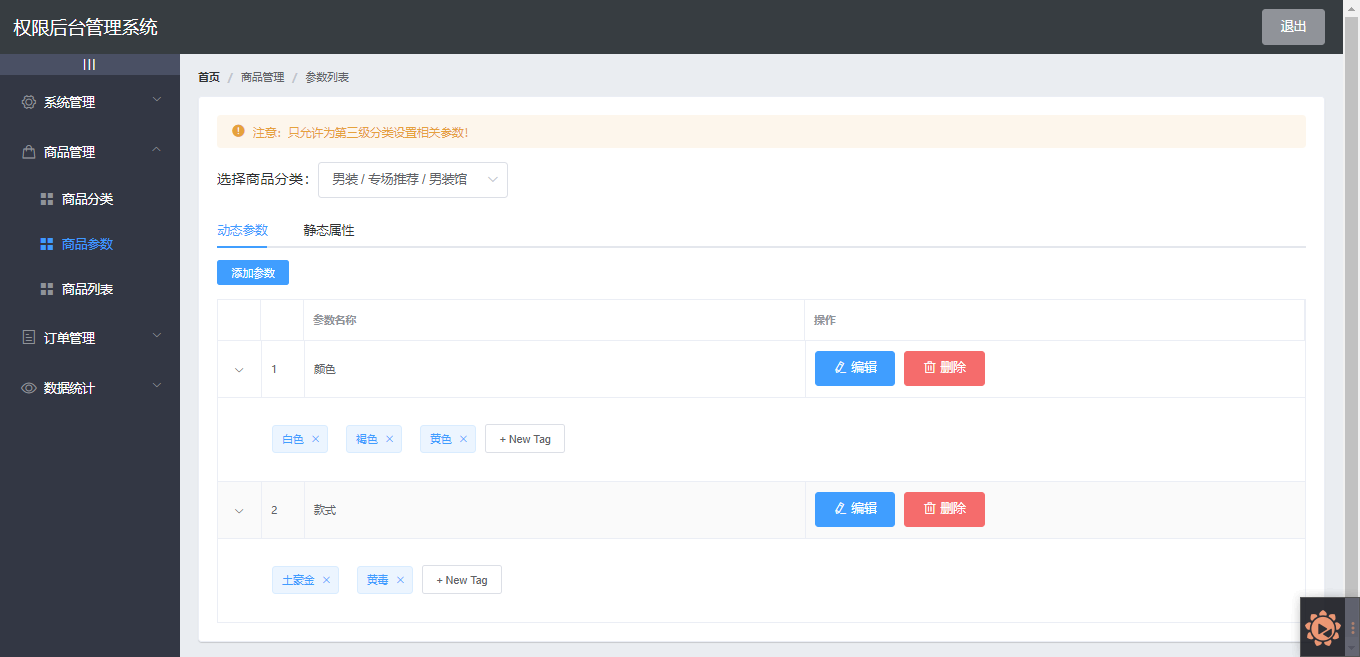 权限后台管理系统
退出
|||
系统管理
商品管理
商品分类
商品参数
商品列表
订单管理
数据统计
首页 / 商品管理 / 参数列表
注意：只允许为第三级分类设置相关参数!
选择商品分类： 男装 / 专场推荐 / 男装馆
动态参数 静态属性
添加参数
参数名称 操作
1 颜色 编辑 删除
白色 褐色 黄色 + New Tag
2 款式 编辑 删除
土豪金 黄毒 + New Tag